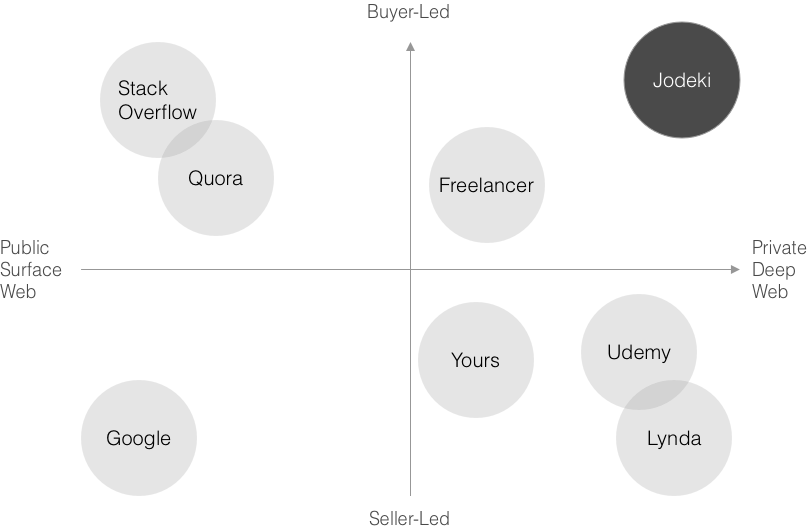 Buyer-Led
Stack
Overflow
Jodeki
Quora
Freelancer
Public
Surface
Web
Private
Deep
Web
Yours
Udemy
Google
Lynda
Seller-Led